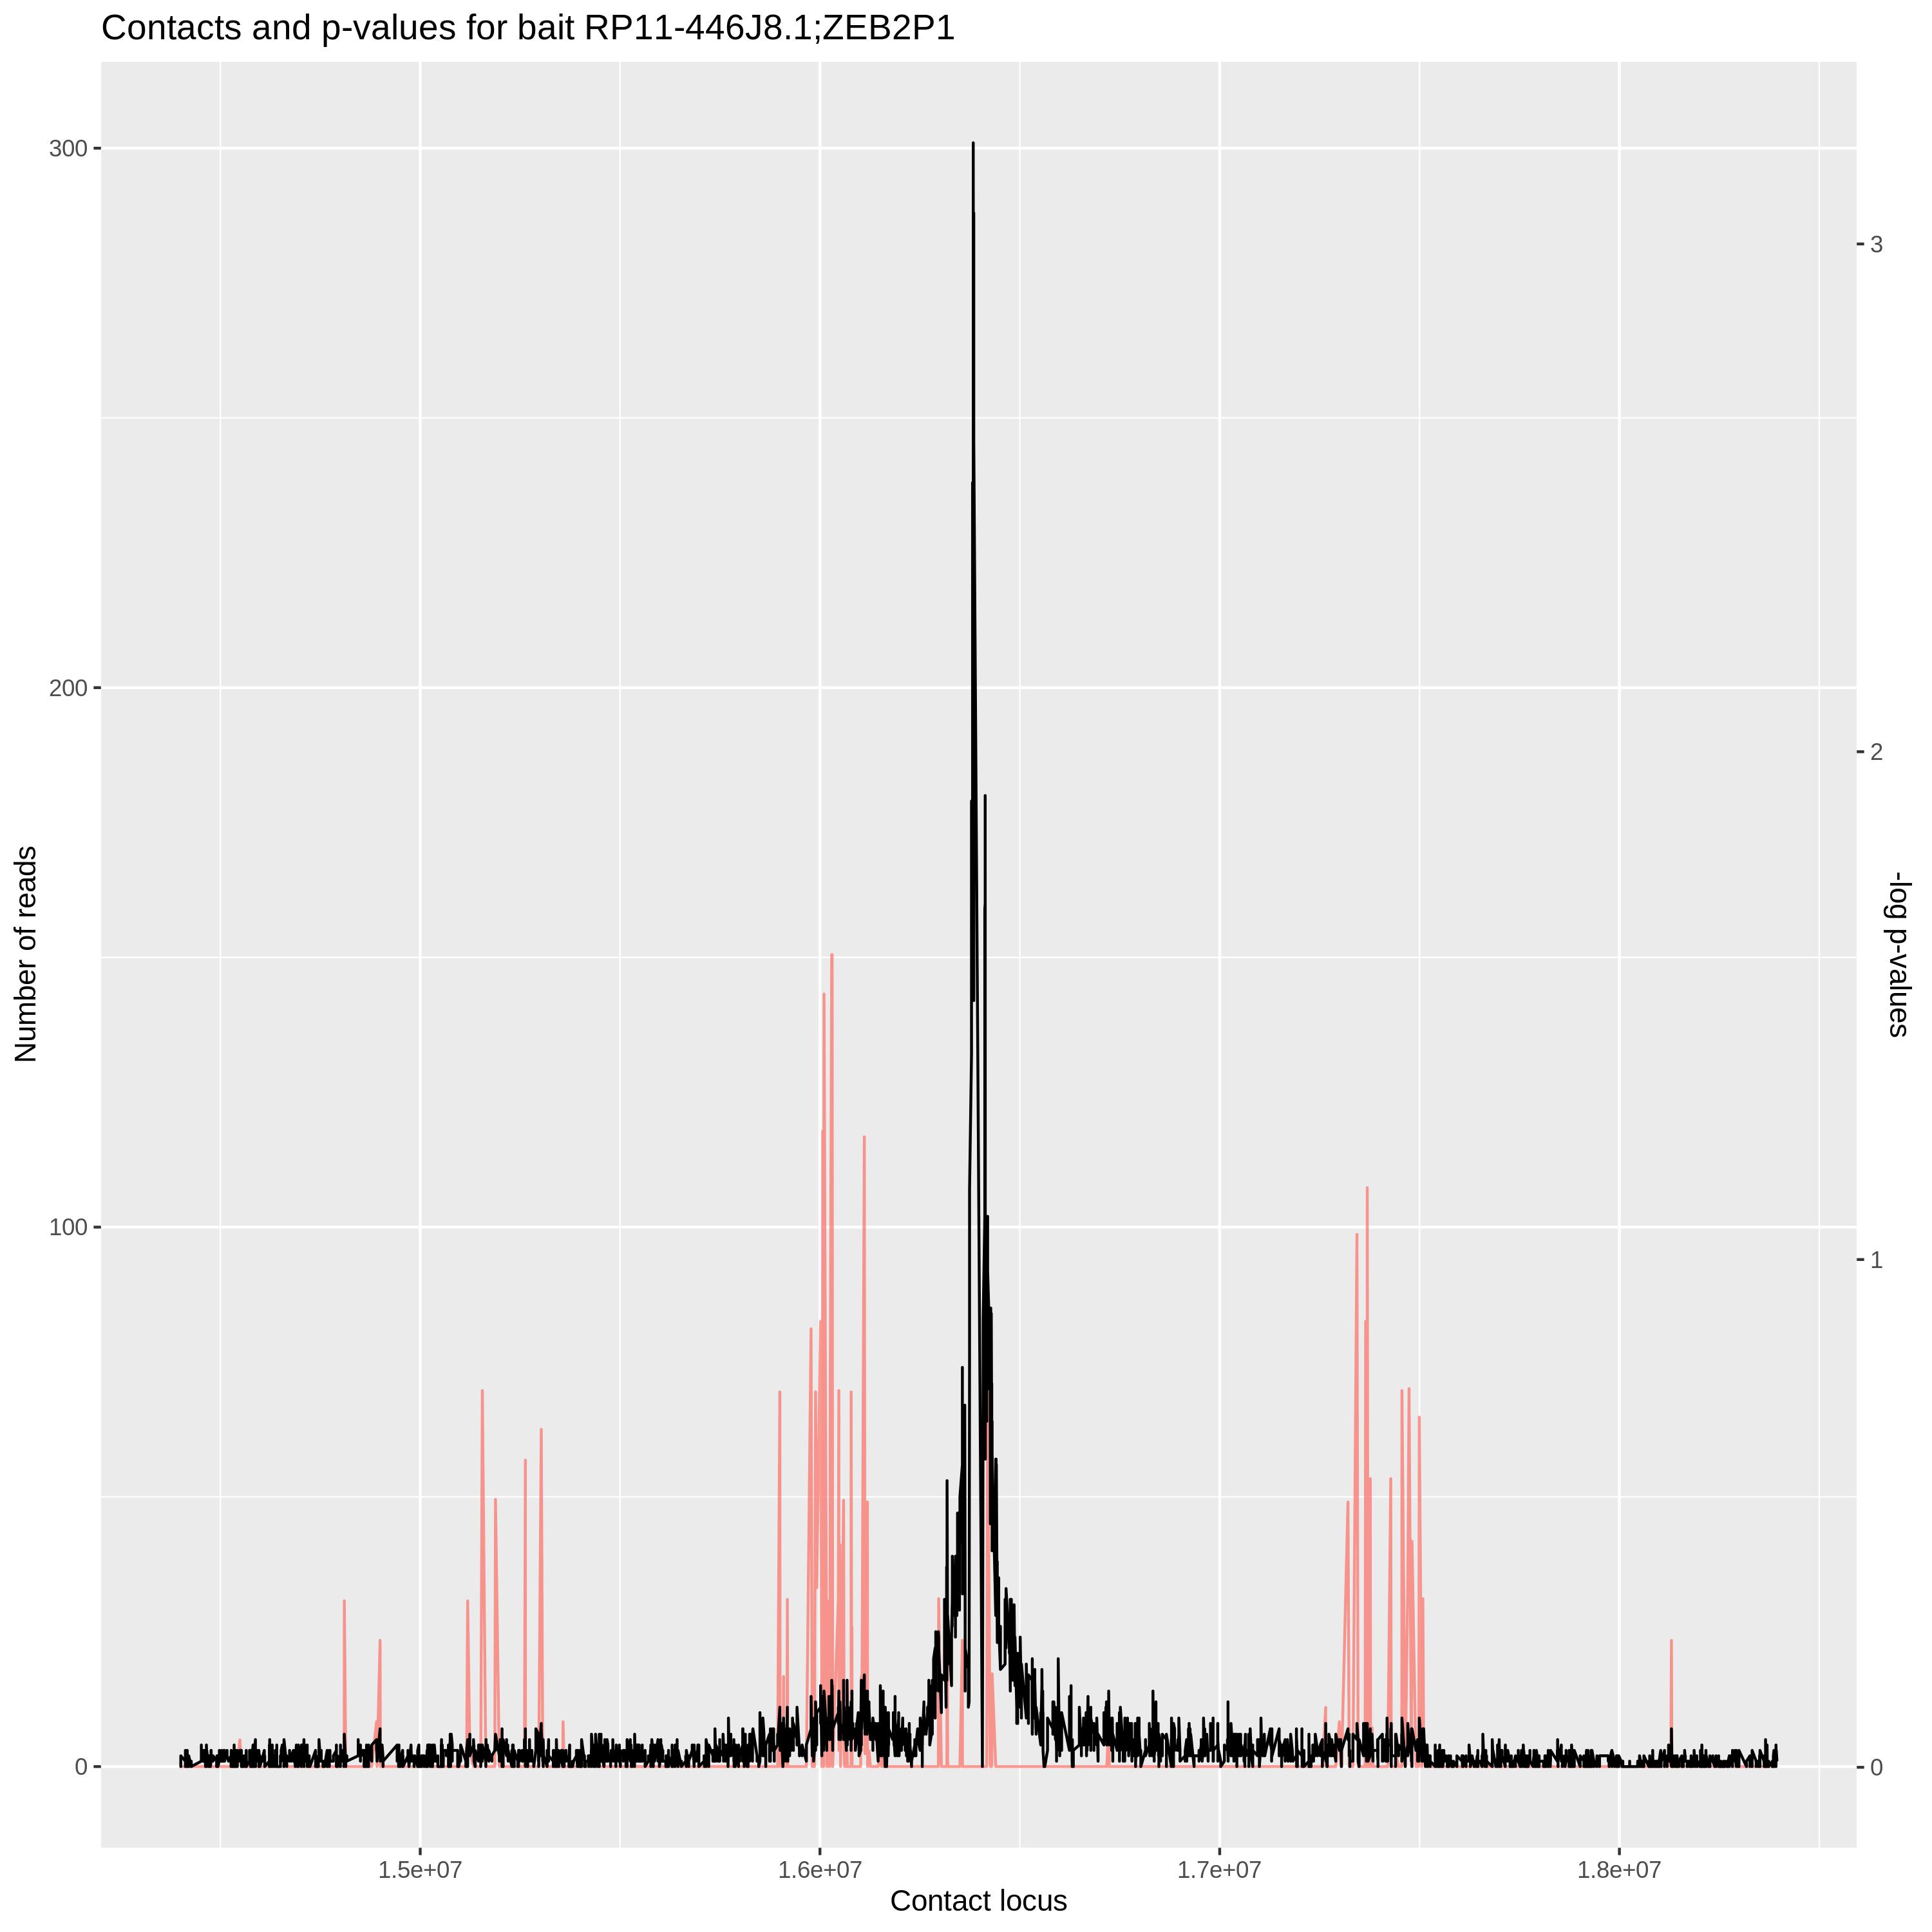 Contacts and p-values for bait RP11-446J8.1;ZEB2P1
300
200
100
0
Number of reads
3
2
1
0
-log p-values
1.5e+07
1.6e+07
1.7e+07
1.8e+07
Contact locus